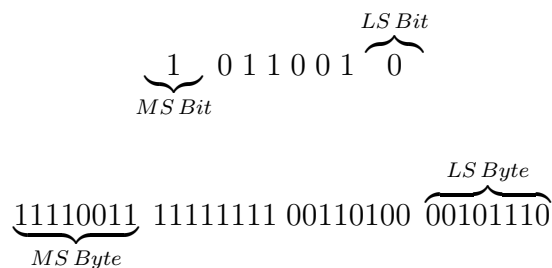 LS Bit
1 0 1 1 0 0 1 0
MS Bit
LS Byte
11110011 11111111 00110100 00101110
MS Byte